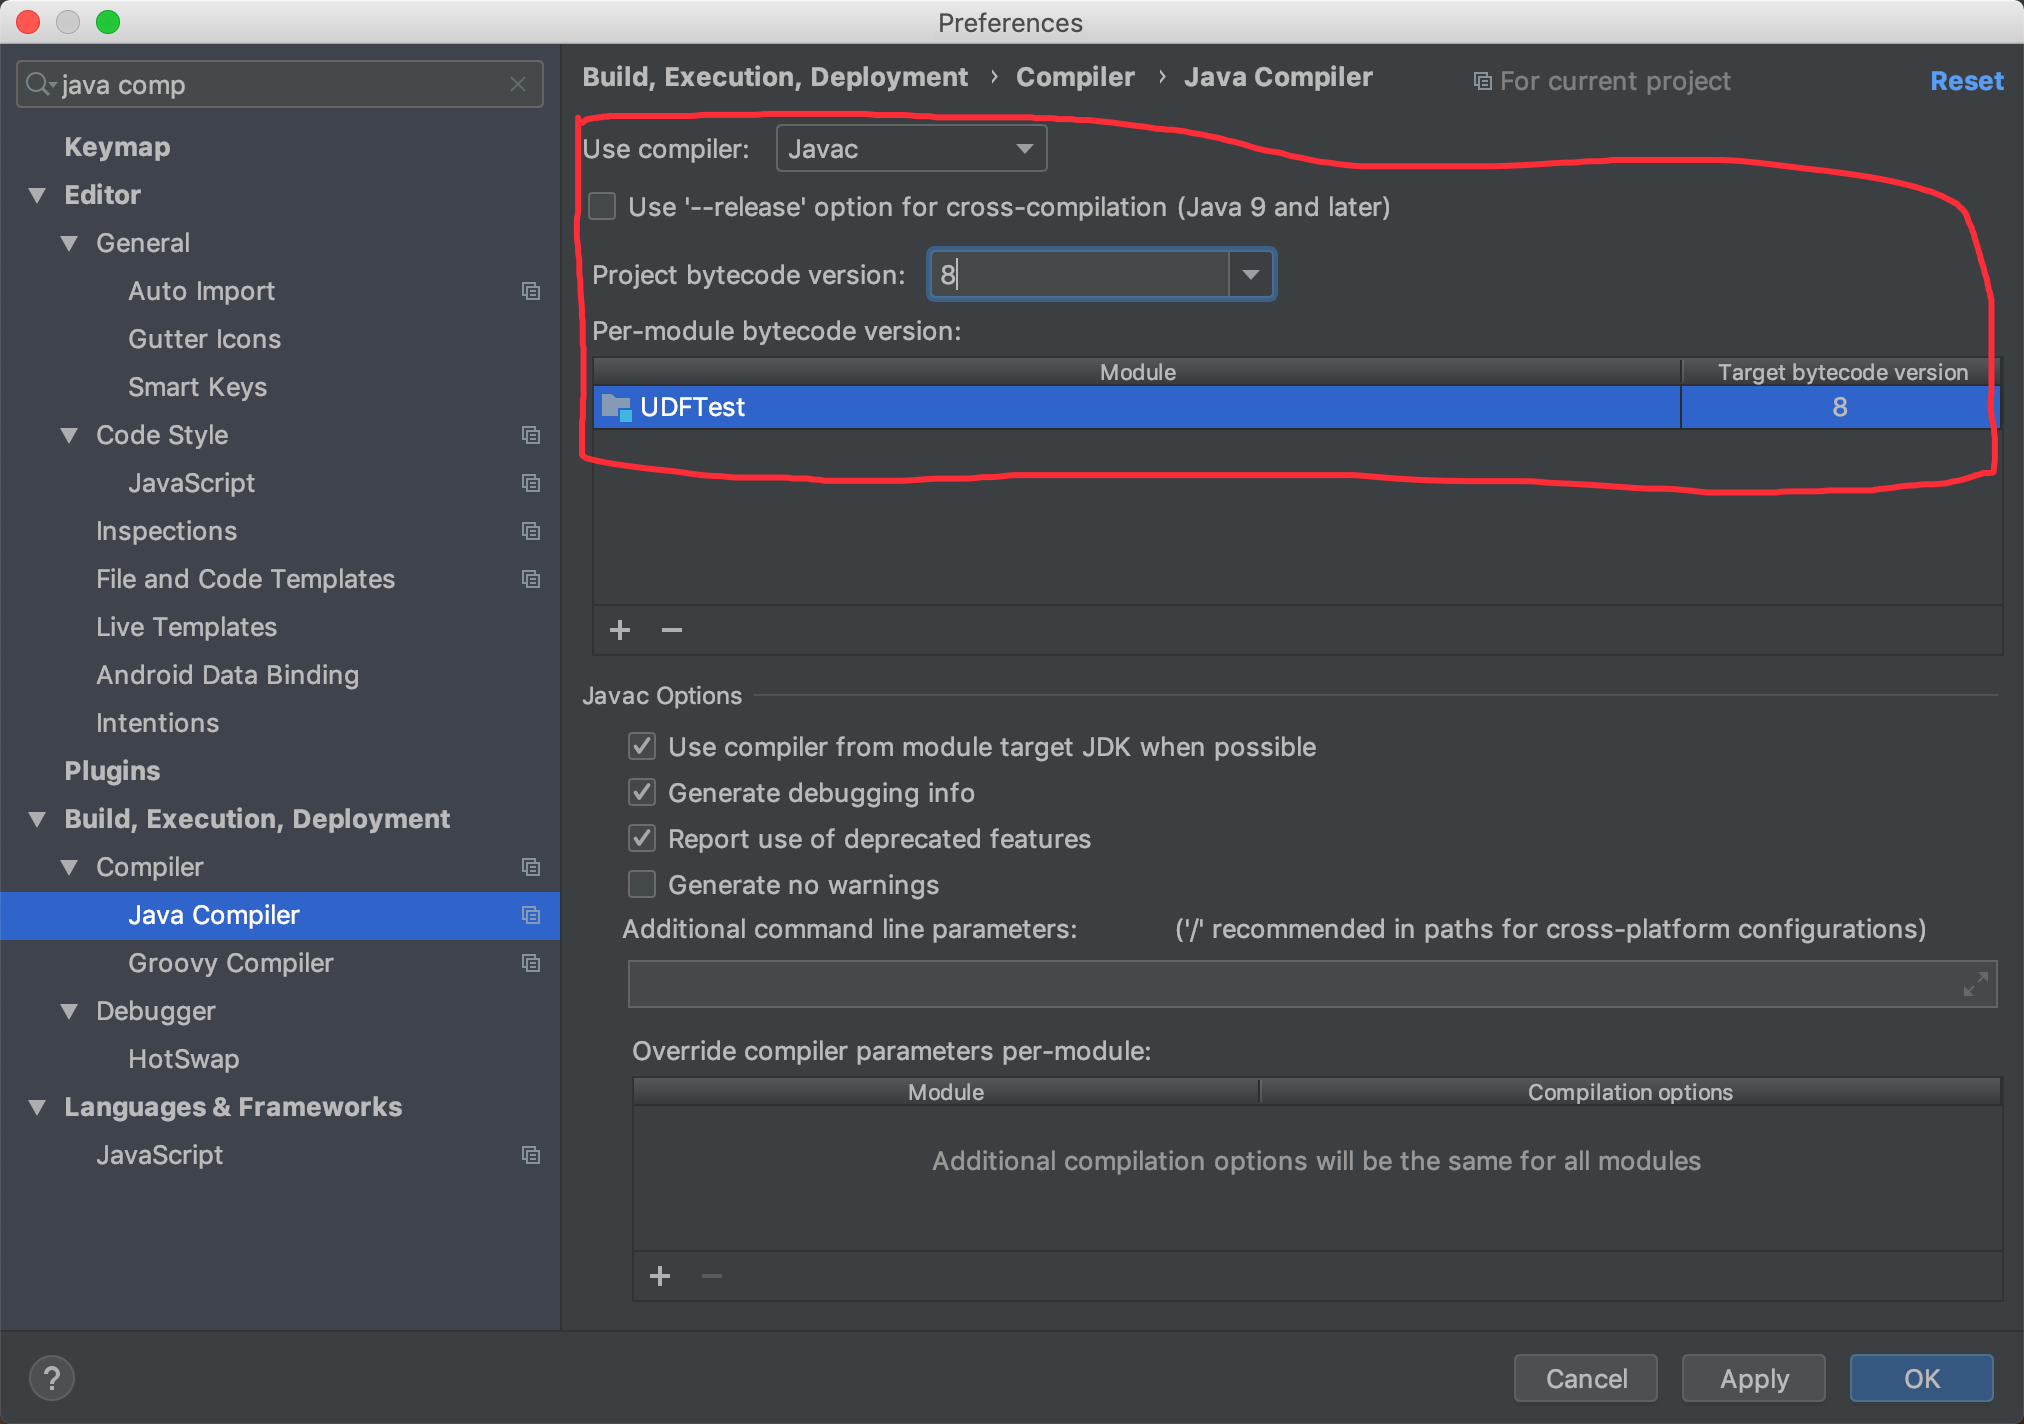 Preferences
java comp
Keymap
Editor
General
Auto Import
Gutter Icons
Smart Keys
Code Style
JavaScript
Inspections
File and Code Templates
Live Templates
Android Data Binding
Intentions
Plugins
Build, Execution, Deployment
Compiler
Java Compiler
Groovy Compiler
Debugger
HotSwap
Languages & Frameworks
JavaScript
Build, Execution, Deployment › Compiler › Java Compiler
For current project
Reset
Use compiler: Javac
Use '--release' option for cross-compilation (Java 9 and later)
Project bytecode version: 8
Per-module bytecode version:
Module Target bytecode version
UDFTest 8
Javac Options
Use compiler from module target JDK when possible
Generate debugging info
Report use of deprecated features
Generate no warnings
Additional command line parameters: ('/' recommended in paths for cross-platform configurations)
Override compiler parameters per-module:
Module Compilation options
Additional compilation options will be the same for all modules
?
Cancel Apply OK